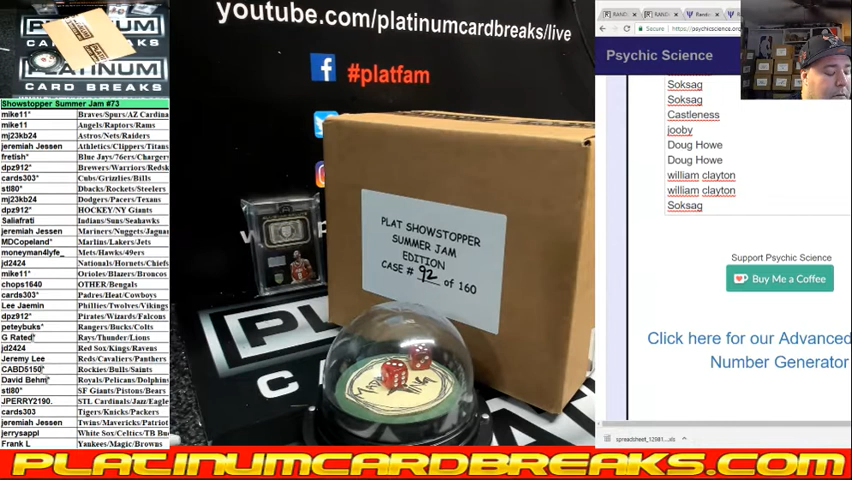 youtube.com/platinumcardbreaks/live
#platfam
PLATINUM
CARD BREAKS
PLAT SHOWSTOPPER
SUMMER JAM
EDITION
CASE # 92 of 160
Showstopper Summer Jam #73
mike11* Braves/Spurs/AZ Cardina
mike11 Angels/Raptors/Rams
mj23kb24 Astros/Nets/Raiders
jeremiah Jessen Athletics/Clippers/Titans
fretish* Blue Jays/76ers/Chargers
dpz912* Brewers/Warriors/Redsk
cards303* Cubs/Grizzlies/Bills
stl80* Dbacks/Rockets/Steelers
mj23kb24 Dodgers/Pacers/Texans
dpz912* HOCKEY/NY Giants
Saliafrati Indians/Suns/Seahawks
jeremiah Jessen Mariners/Nuggets/Jaguars
MDCopeland* Marlins/Lakers/Jets
moneyman4lyfe_ Mets/Hawks/49ers
jd2424 Nationals/Hornets/Chiefs
mike11* Orioles/Blazers/Broncos
chops1640 OTHER/Bengals
cards303* Padres/Heat/Cowboys
Lee Jaemin Phillies/Twolves/Vikings
dpz912* Pirates/Wizards/Falcons
peteybuks* Rangers/Bucks/Colts
G Rated* Rays/Thunder/Lions
jd2424 Red Sox/Kings/Ravens
Jeremy Lee Reds/Cavaliers/Panthers
CABD5150* Rockies/Bulls/Saints
David Behm* Royals/Pelicans/Dolphins
stl80* SF Giants/Pistons/Bears
JPERRY2190. STL Cardinals/Jazz/Eagle
cards303 Tigers/Knicks/Packers
jeremiah Jessen Twins/Mavericks/Patriot
jerrysappl White Sox/Celtics/TB Bu
Frank L Yankees/Magic/Browns
Secure https://psychicscience.org
Psychic Science
Soksag
Soksag
Castleness
jooby
Doug Howe
Doug Howe
william clayton
william clayton
Soksag
Support Psychic Science
Buy Me a Coffee
Click here for our Advanced
Number Generator
PLATINUMCARDBREAKS.COM